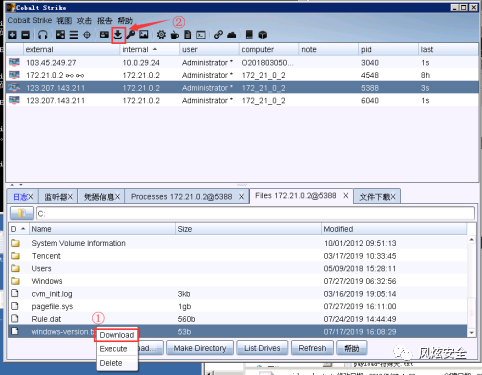 Cobalt Strike
Cobalt Strike 视图 攻击 报告 帮助
②
external internal user computer note pid last
103.45.249.27 10.0.29.24 Administrator * O201803050... 3040 1s
172.21.0.2 172.21.0.2 Administrator * 172_21_0_2 4548 8h
123.207.143.211 172.21.0.2 Administrator * 172_21_0_2 5388 3s
123.207.143.211 172.21.0.2 Administrator * 172_21_0_2 6040 1s
日志X 监听器X 凭据信息X Processes 172.21.0.2@5388 X Files 172.21.0.2@5388 X 文件下载X
C:
D Name Size Modified
System Volume Information 10/01/2012 09:51:13
Tencent 03/17/2019 10:33:45
Users 05/09/2018 15:28:11
Windows 07/27/2019 06:32:56
cvm_init.log 3kb 03/16/2019 19:05:14
pagefile.sys 1gb 07/27/2019 16:11:00
Rule.dat 560b 07/24/2019 14:44:49
windows-version.t 53b 07/17/2019 16:08:29
①
Download
Execute
Delete
oad... Make Directory List Drives Refresh 帮助
风炫安全